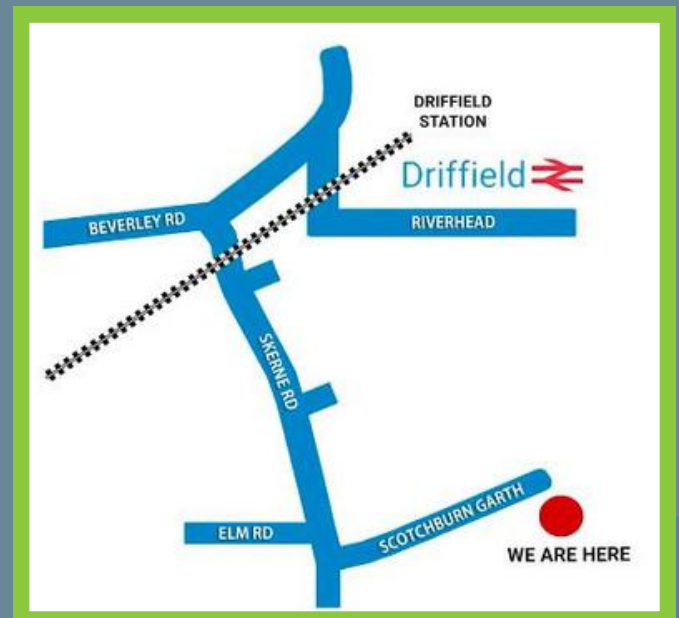 DRIFFIELD
STATION
Driffield
BEVERLEY RD
RIVERHEAD
SKERNE RD
ELM RD
SCOTCHBURN GARTH
WE ARE HERE